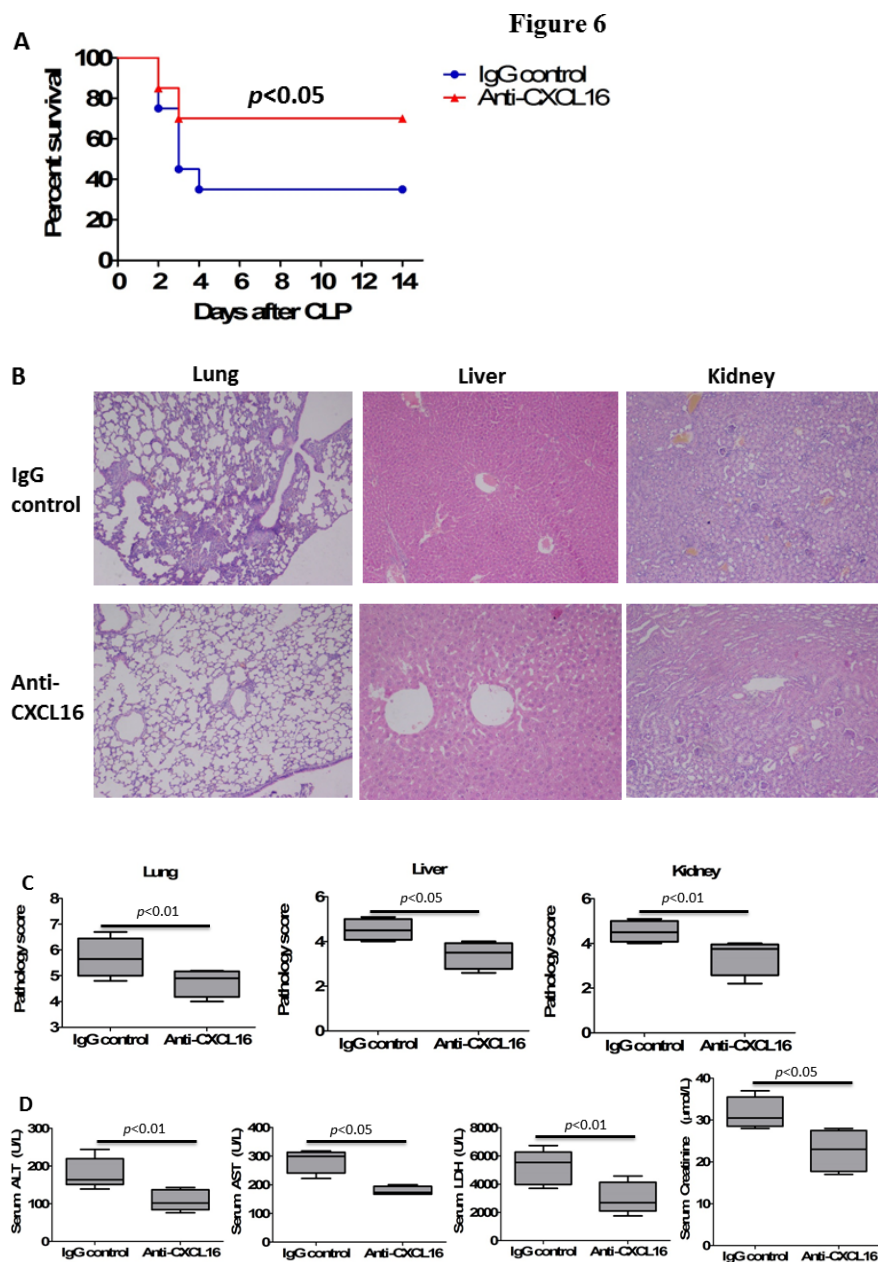 Figure 6
A
IgG control
Anti-CXCL16
p<0.05
Percent survival
100
80
60
40
20
0
0 2 4 6 8 10 12 14
Days after CLP
B
Lung Liver Kidney
IgG
control
Anti-
CXCL16
C
Lung
Pathology score
8
7
6
5
4
3
p<0.01
IgG control Anti-CXCL16
Liver
Pathology score
6
4
2
0
p<0.05
IgG control Anti-CXCL16
Kidney
Pathology score
6
4
2
0
p<0.01
IgG control Anti-CXCL16
D
Serum ALT (U/L)
300
200
100
0
p<0.01
IgG control Anti-CXCL16
Serum AST (U/L)
400
300
200
100
0
p<0.05
IgG control Anti-CXCL16
Serum LDH (U/L)
8000
6000
4000
2000
0
p<0.01
IgG control Anti-CXCL16
Serum Creatinine (μmol/L)
40
30
20
10
0
p<0.05
IgG control Anti-CXCL16